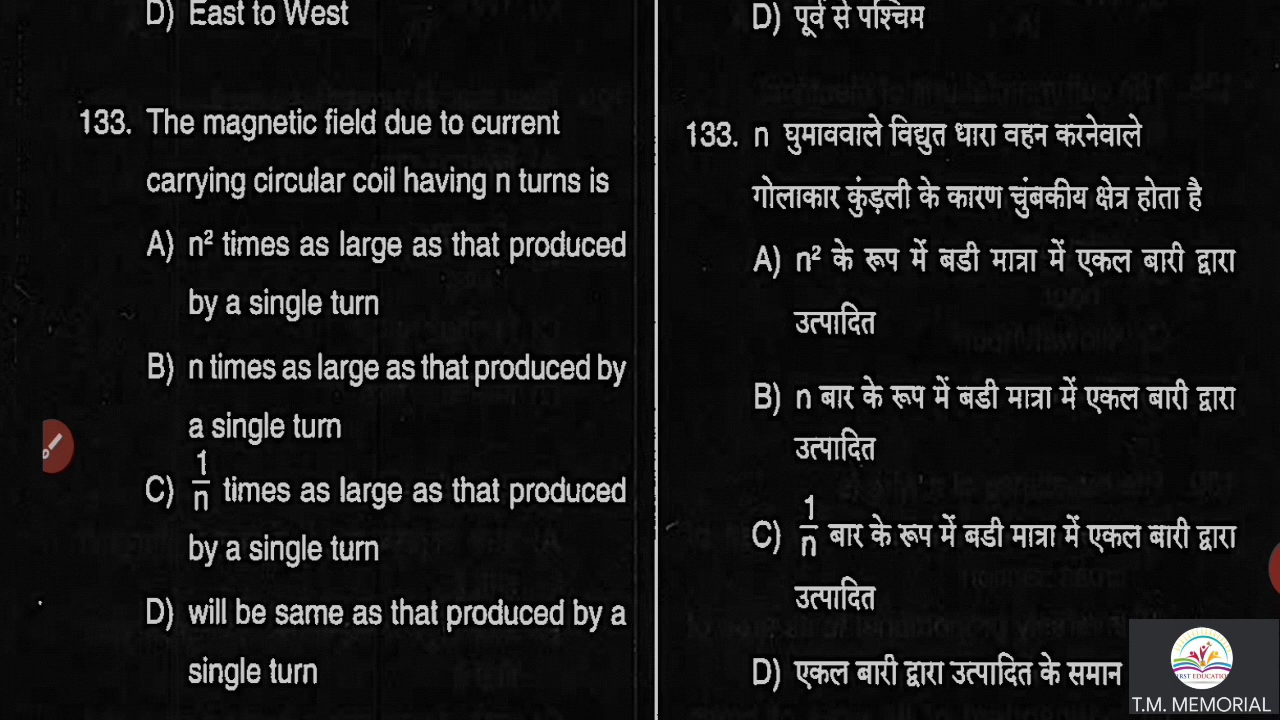 D) East to West
133. The magnetic field due to current
carrying circular coil having n turns is
A) n² times as large as that produced
by a single turn
B) n times as large as that produced by
a single turn
C) 1/n times as large as that produced
by a single turn
D) will be same as that produced by a
single turn
D) पूर्व से पश्चिम
133. n घुमाववाले विद्युत धारा वहन करनेवाले
गोलाकार कुंड़ली के कारण चुंबकीय क्षेत्र होता है
A) n² के रूप में बडी मात्रा में एकल बारी द्वारा
उत्पादित
B) n बार के रूप में बडी मात्रा में एकल बारी द्वारा
उत्पादित
C) 1/n बार के रूप में बडी मात्रा में एकल बारी द्वारा
उत्पादित
D) एकल बारी द्वारा उत्पादित के समान
T.M. MEMORIAL